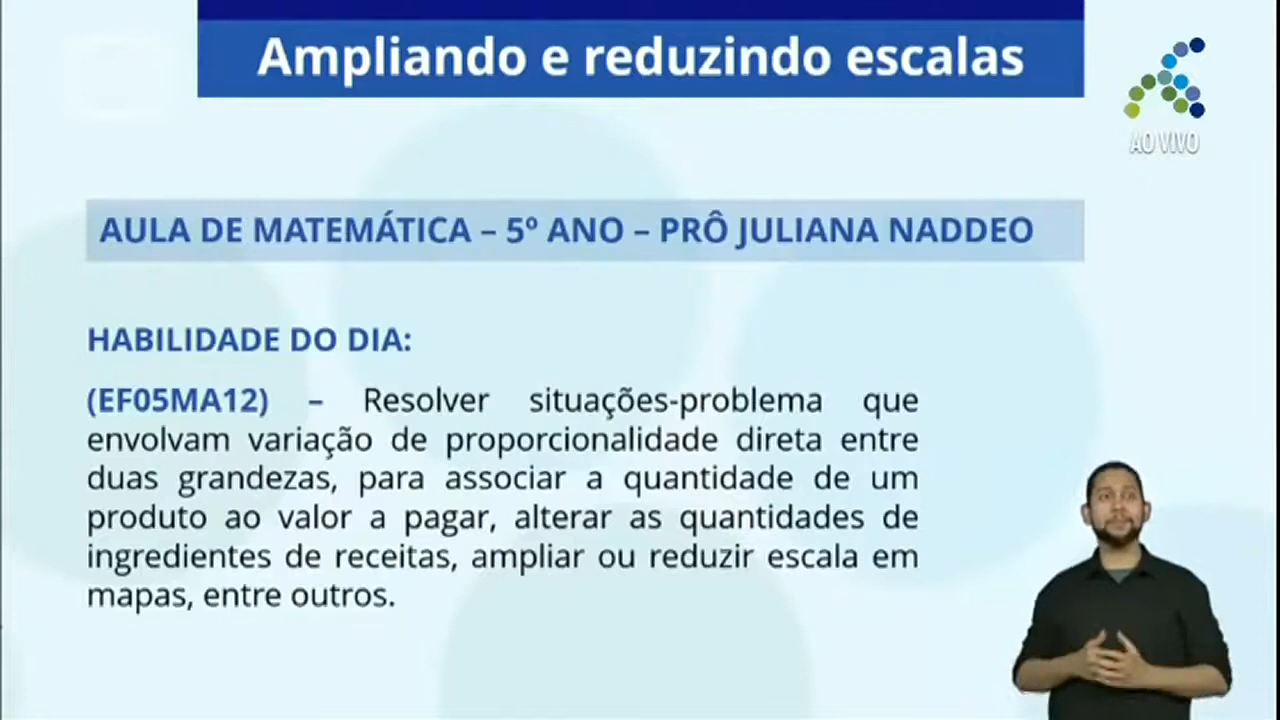 Ampliando e reduzindo escalas
AO VIVO
AULA DE MATEMÁTICA – 5º ANO – PRÔ JULIANA NADDEO
HABILIDADE DO DIA:
(EF05MA12) – Resolver situações-problema que
envolvam variação de proporcionalidade direta entre
duas grandezas, para associar a quantidade de um
produto ao valor a pagar, alterar as quantidades de
ingredientes de receitas, ampliar ou reduzir escala em
mapas, entre outros.